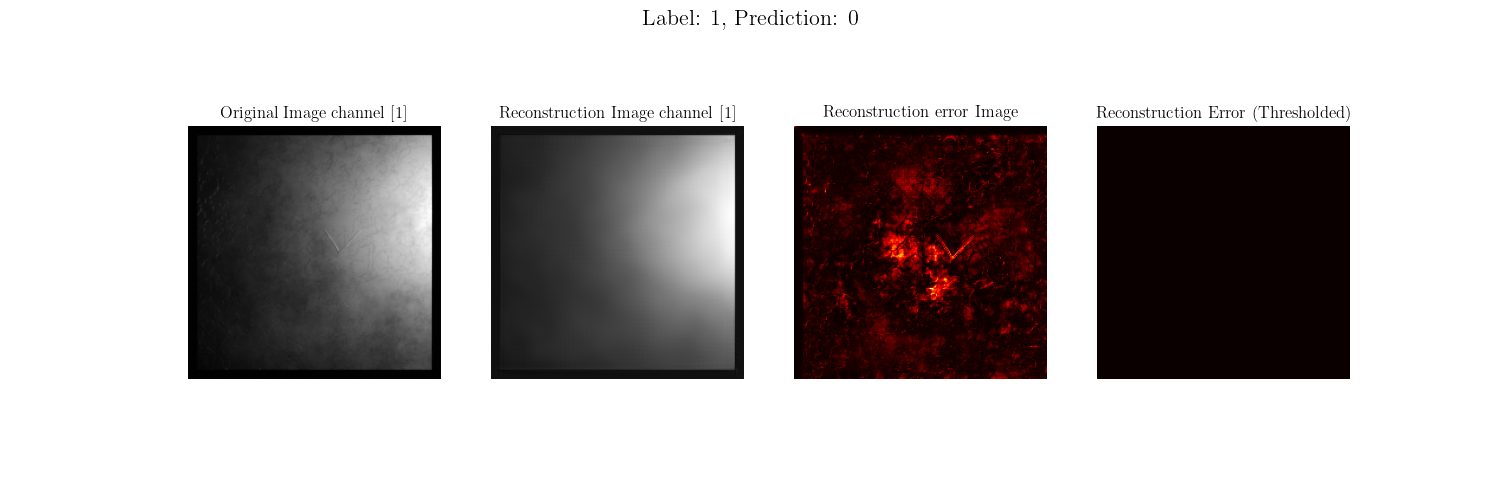 Label: 1, Prediction: 0
Original Image channel [1]
Reconstruction Image channel [1]
Reconstruction error Image
Reconstruction Error (Thresholded)